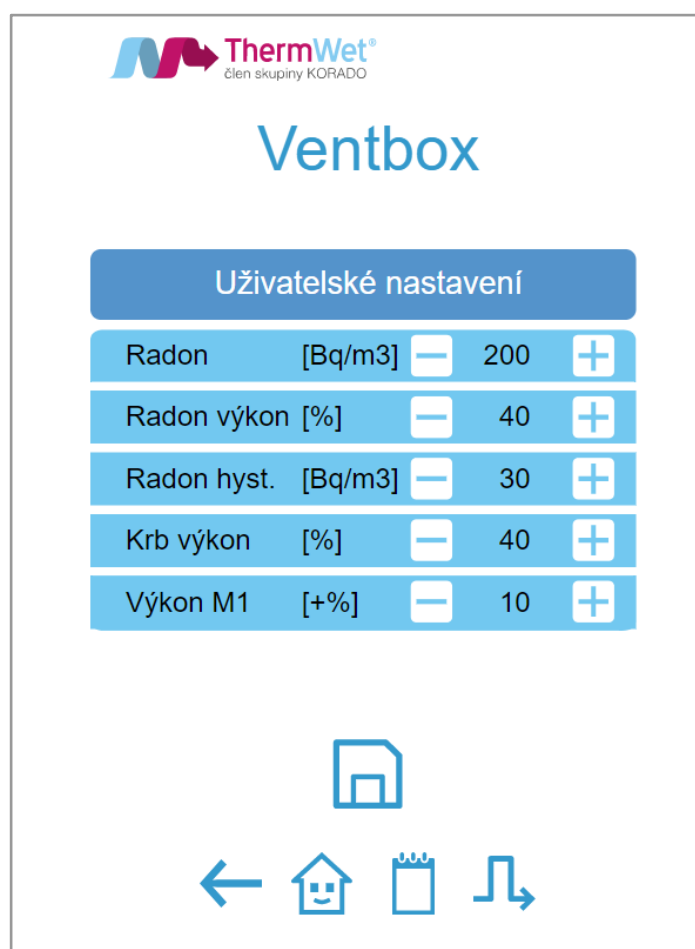 ThermWet®
člen skupiny KORADO
Ventbox
Uživatelské nastavení
Radon [Bq/m3] 200
Radon výkon [%] 40
Radon hyst. [Bq/m3] 30
Krb výkon [%] 40
Výkon M1 [+%] 10